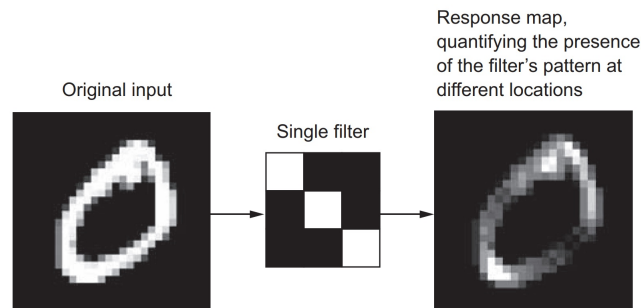 Original input
Single filter
Response map,
quantifying the presence
of the filter’s pattern at
different locations